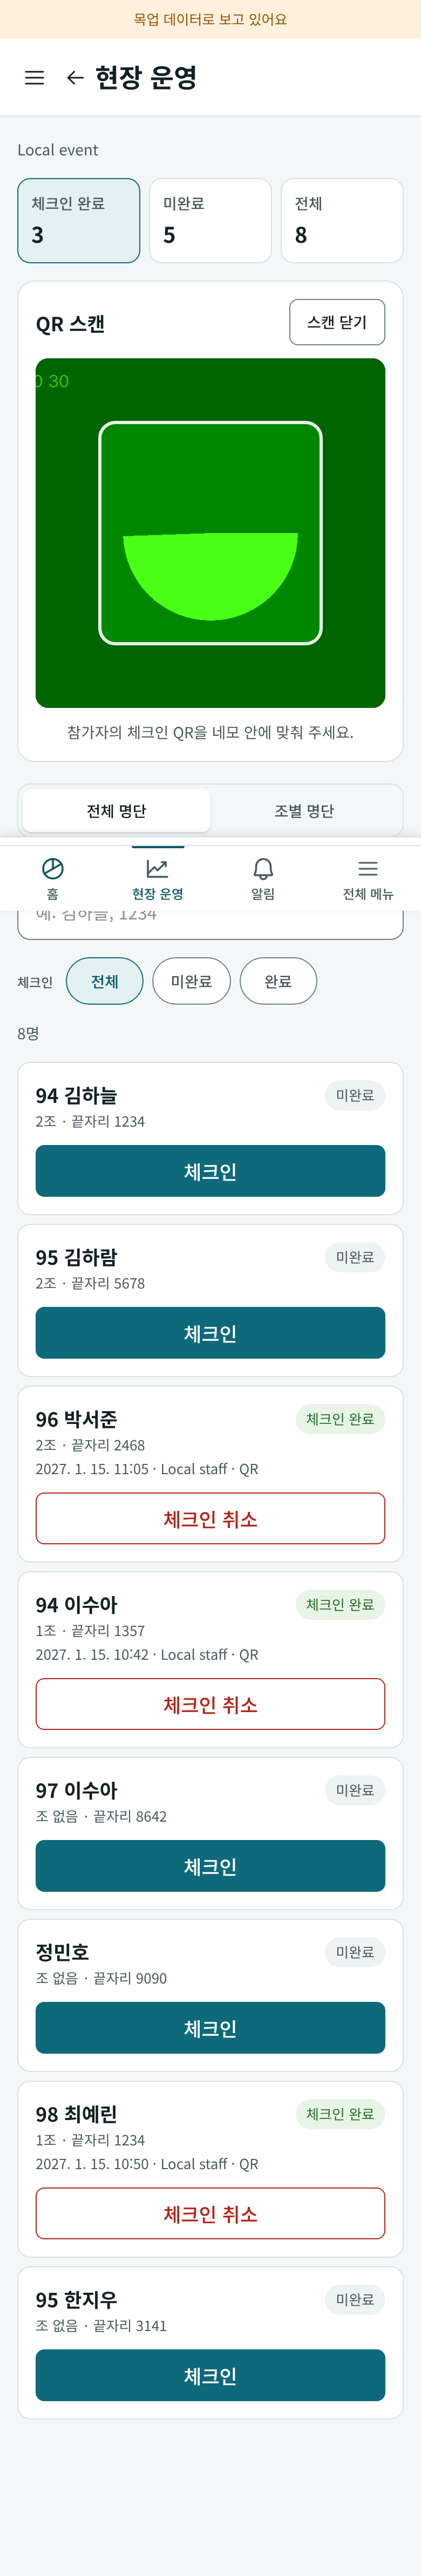 목업 데이터로 보고 있어요
현장 운영
Local event
체크인 완료
3
미완료
5
전체
8
QR 스캔
스캔 닫기
30
참가자의 체크인 QR을 네모 안에 맞춰 주세요.
전체 명단
조별 명단
홈
현장 운영
알림
전체 메뉴
예: 김하늘, 1234
체크인
전체
미완료
완료
8명
94 김하늘
미완료
2조 · 끝자리 1234
체크인
95 김하람
미완료
2조 · 끝자리 5678
체크인
96 박서준
체크인 완료
2조 · 끝자리 2468
2027. 1. 15. 11:05 · Local staff · QR
체크인 취소
94 이수아
체크인 완료
1조 · 끝자리 1357
2027. 1. 15. 10:42 · Local staff · QR
체크인 취소
97 이수아
미완료
조 없음 · 끝자리 8642
체크인
정민호
미완료
조 없음 · 끝자리 9090
체크인
98 최예린
체크인 완료
1조 · 끝자리 1234
2027. 1. 15. 10:50 · Local staff · QR
체크인 취소
95 한지우
미완료
조 없음 · 끝자리 3141
체크인